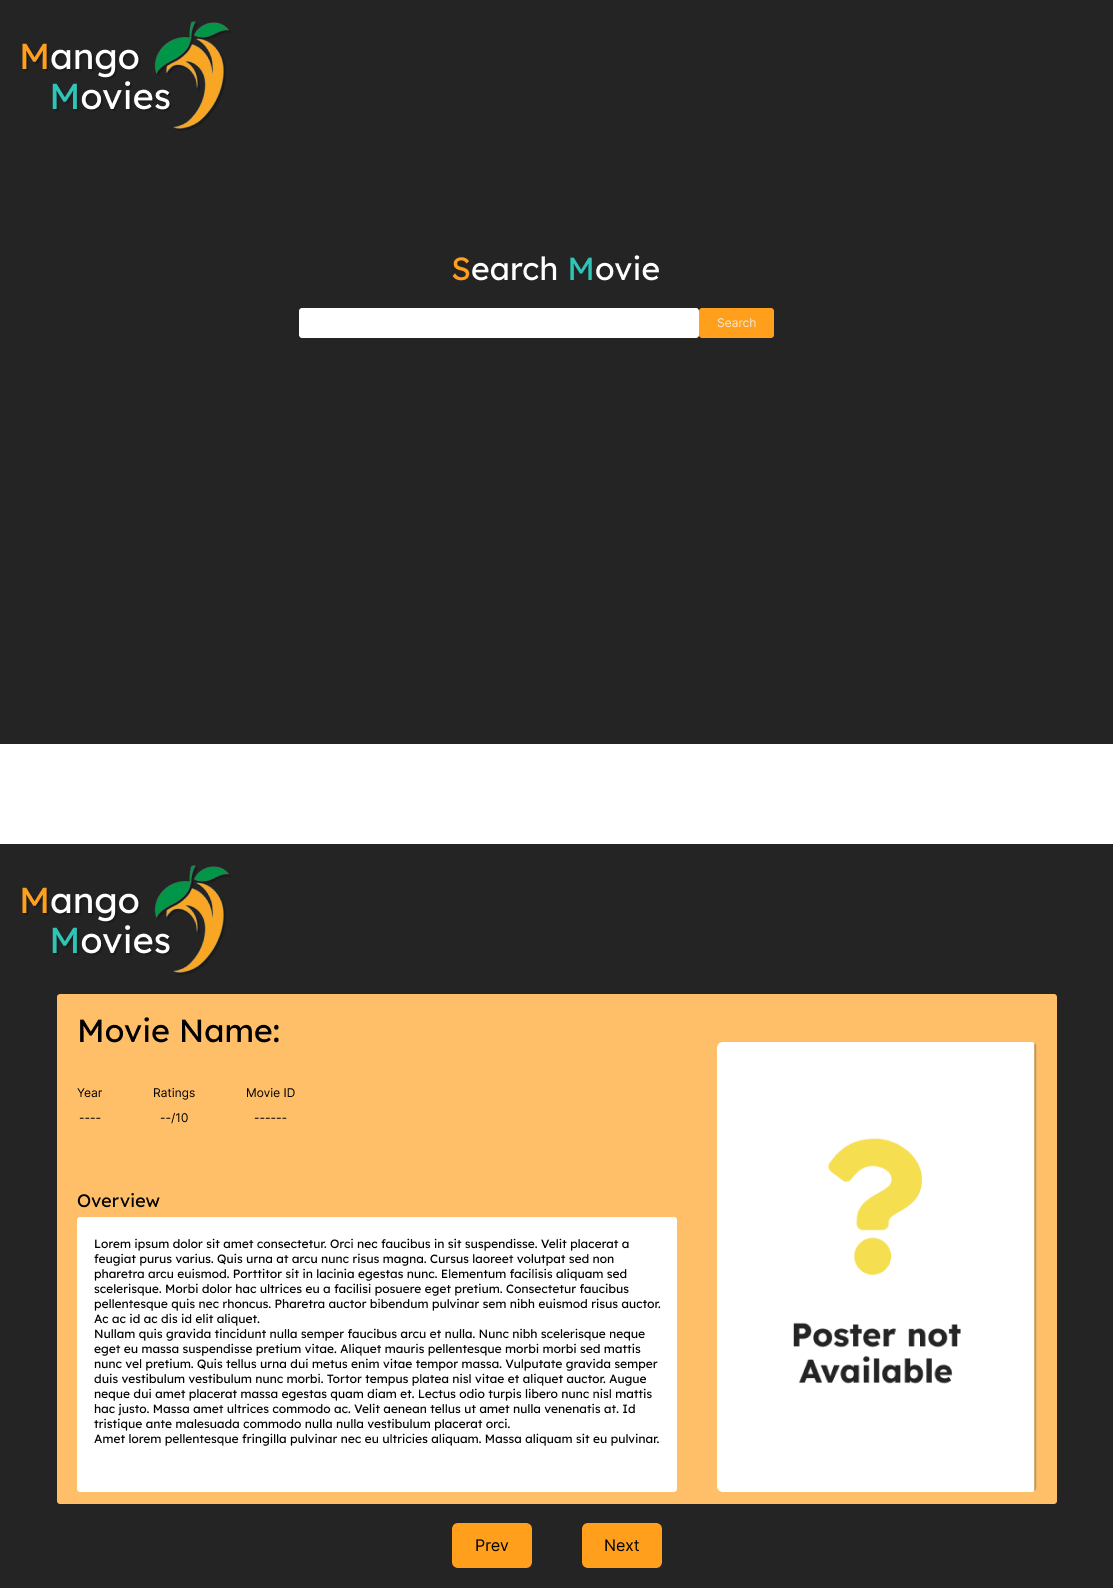 Mango
Movies
Search Movie
Search
Mango
Movies
Movie Name:
Year Ratings Movie ID
---- --/10 ------
Overview
Lorem ipsum dolor sit amet consectetur. Orci nec faucibus in sit suspendisse. Velit placerat a
feugiat purus varius. Quis urna at arcu nunc risus magna. Cursus laoreet volutpat sed non
pharetra arcu euismod. Porttitor sit in lacinia egestas nunc. Elementum facilisis aliquam sed
scelerisque. Morbi dolor hac ultrices eu a facilisi posuere eget pretium. Consectetur faucibus
pellentesque quis nec rhoncus. Pharetra auctor bibendum pulvinar sem nibh euismod risus auctor.
Ac ac id ac dis id elit aliquet.
Nullam quis gravida tincidunt nulla semper faucibus arcu et nulla. Nunc nibh scelerisque neque
eget eu massa suspendisse pretium vitae. Aliquet mauris pellentesque morbi morbi sed mattis
nunc vel pretium. Quis tellus urna dui metus enim vitae tempor massa. Vulputate gravida semper
duis vestibulum vestibulum nunc morbi. Tortor tempus platea nisl vitae et aliquet auctor. Augue
neque dui amet placerat massa egestas quam diam et. Lectus odio turpis libero nunc nisl mattis
hac justo. Massa amet ultrices commodo ac. Velit aenean tellus ut amet nulla venenatis at. Id
tristique ante malesuada commodo nulla nulla vestibulum placerat orci.
Amet lorem pellentesque fringilla pulvinar nec eu ultricies aliquam. Massa aliquam sit eu pulvinar.
?
Poster not
Available
Prev Next